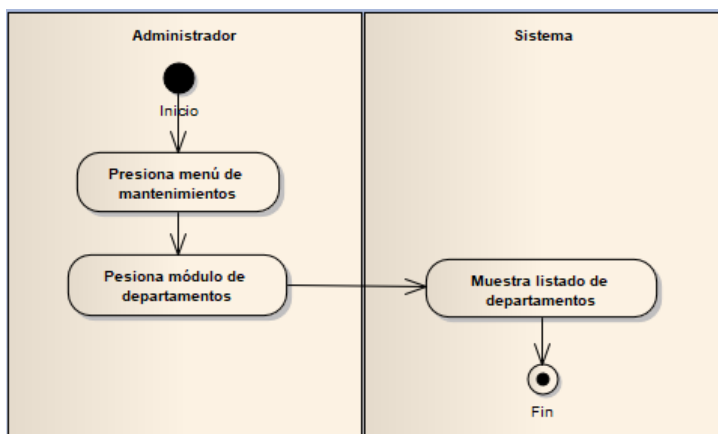 Administrador
Sistema
Inicio
Presiona menú de
mantenimientos
Pesiona módulo de
departamentos
Muestra listado de
departamentos
Fin